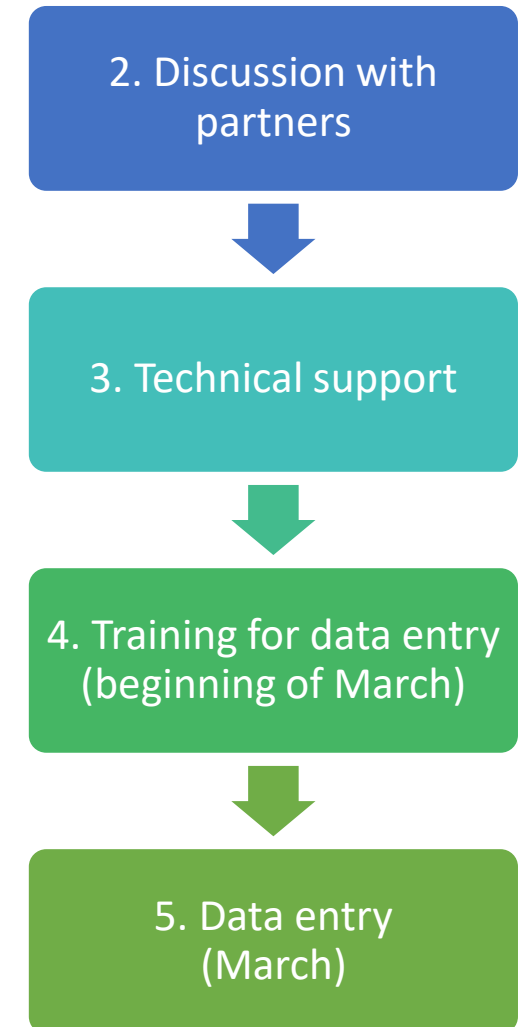 2. Discussion with
partners
3. Technical support
4. Training for data entry
(beginning of March)
5. Data entry
(March)